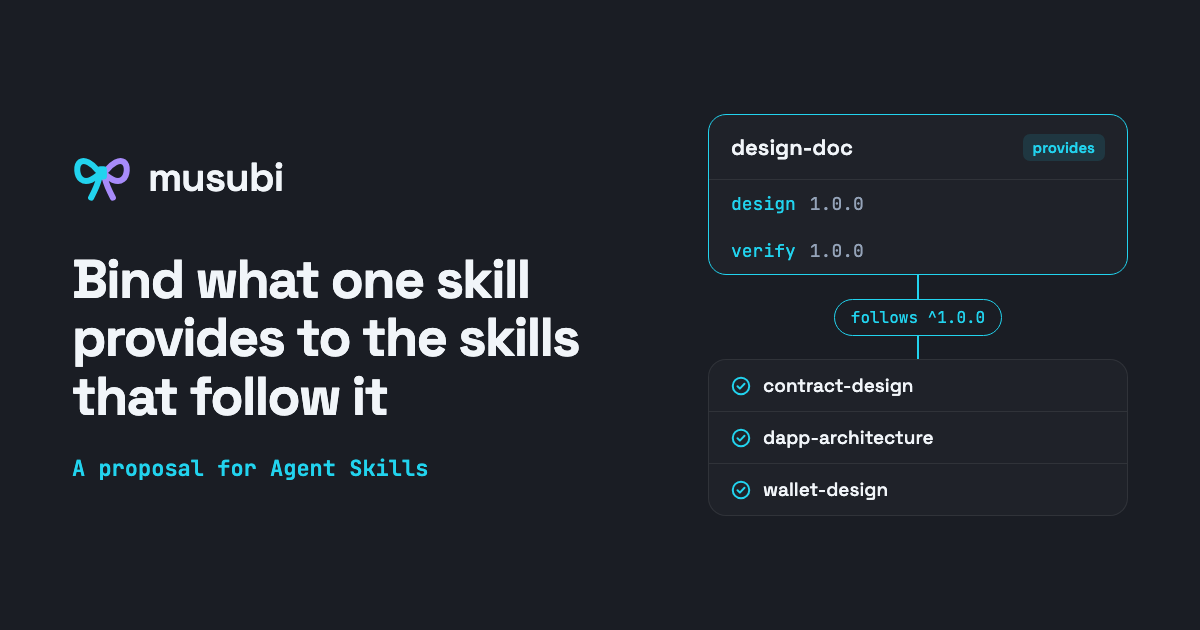 musubi
Bind what one skill
provides to the skills
that follow it
A proposal for Agent Skills
design-doc
provides
design 1.0.0
verify 1.0.0
follows ^1.0.0
contract-design
dapp-architecture
wallet-design